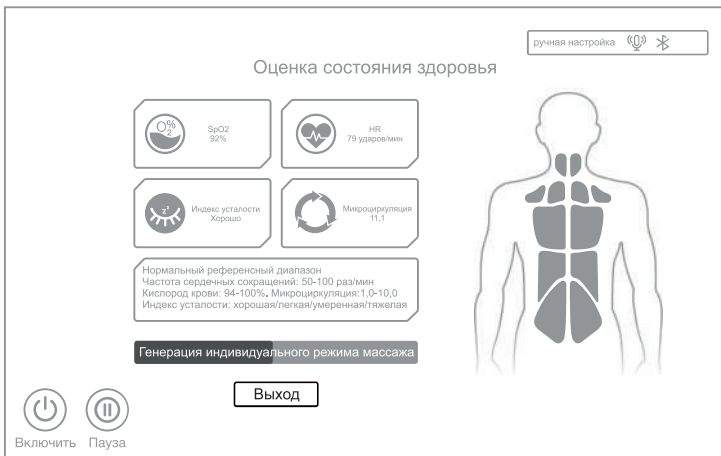 ручная настройка
Оценка состояния здоровья
O2%
SpO2
92%
HR
79 ударов/мин
z z
Индекс усталости
Хорошо
Микроциркуляция
11,1
Нормальный референсный диапазон
Частота сердечных сокращений: 50-100 раз/мин
Кислород крови: 94-100%. Микроциркуляция:1,0-10,0
Индекс усталости: хорошая/легкая/умеренная/тяжелая
Генерация индивидуального режима массажа
Выход
Включить Пауза